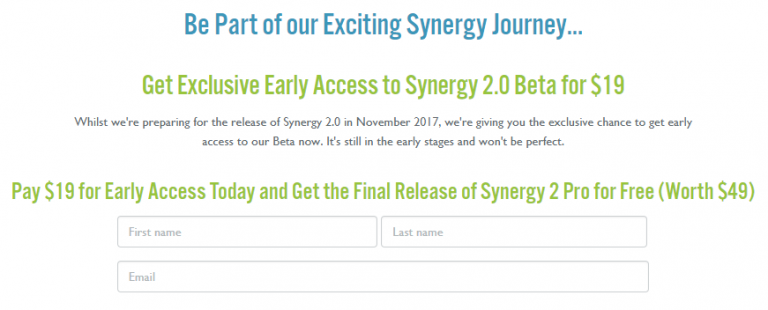 Be Part of our Exciting Synergy Journey...
Get Exclusive Early Access to Synergy 2.0 Beta for $19
Whilst we're preparing for the release of Synergy 2.0 in November 2017, we're giving you the exclusive chance to get early
access to our Beta now. It's still in the early stages and won't be perfect.
Pay $19 for Early Access Today and Get the Final Release of Synergy 2 Pro for Free (Worth $49)
First name
Last name
Email